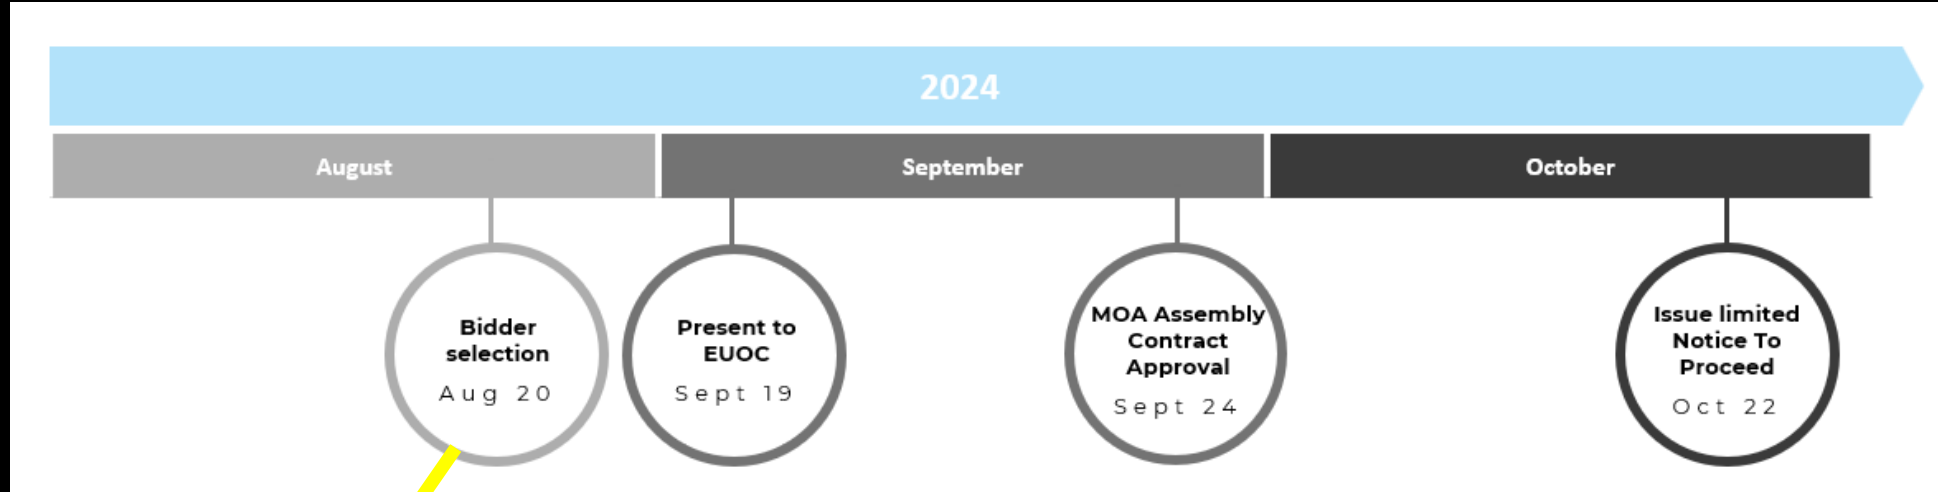 2024
August
September
October
Bidder
selection
Aug 20
Present to
EUOC
Sept 19
MOA Assembly
Contract
Approval
Sept 24
Issue limited
Notice To
Proceed
Oct 22